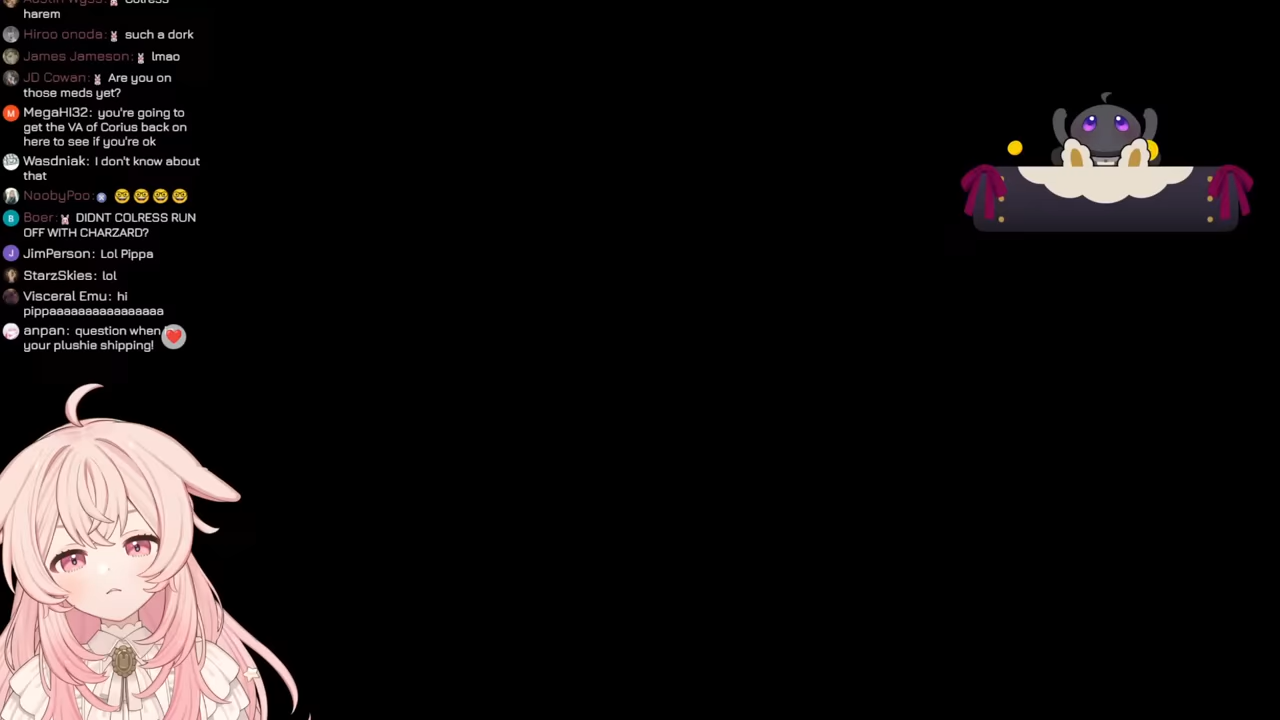 Colress
harem
Hiroo onoda: such a dork
James Jameson: lmao
JD Cowan: Are you on
those meds yet?
MegaHI32: you're going to
get the VA of Corius back on
here to see if you're ok
Wasdniak: I don't know about
that
NoobyPoo:
Boer: DIDNT COLRESS RUN
OFF WITH CHARZARD?
JimPerson: Lol Pippa
StarzSkies: lol
Visceral Emu: hi
pippaaaaaaaaaaaaaaaa
anpan: question when
your plushie shipping!